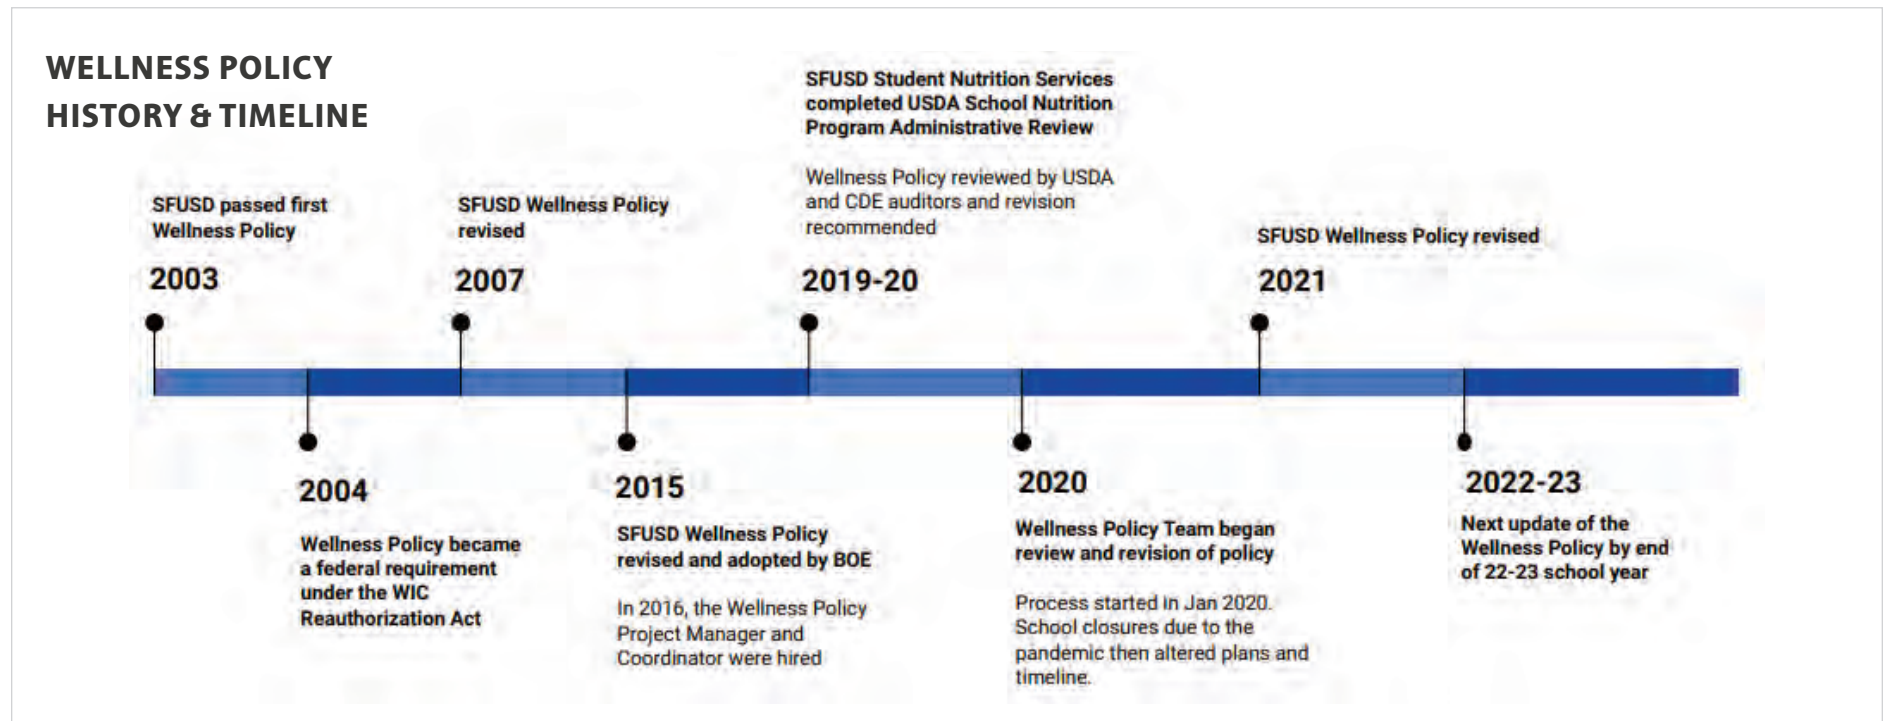 WELLNESS POLICY
HISTORY & TIMELINE
SFUSD passed first
Wellness Policy
2003
2004
Wellness Policy became
a federal requirement
under the WIC
Reauthorization Act
SFUSD Wellness Policy
revised
2007
2015
SFUSD Wellness Policy
revised and adopted by BOE
In 2016, the Wellness Policy
Project Manager and
Coordinator were hired
SFUSD Student Nutrition Services
completed USDA School Nutrition
Program Administrative Review
Wellness Policy reviewed by USDA
and CDE auditors and revision
recommended
2019-20
2020
Wellness Policy Team began
review and revision of policy
Process started in Jan 2020.
School closures due to the
pandemic then altered plans and
timeline.
SFUSD Wellness Policy revised
2021
2022-23
Next update of the
Wellness Policy by end
of 22-23 school year